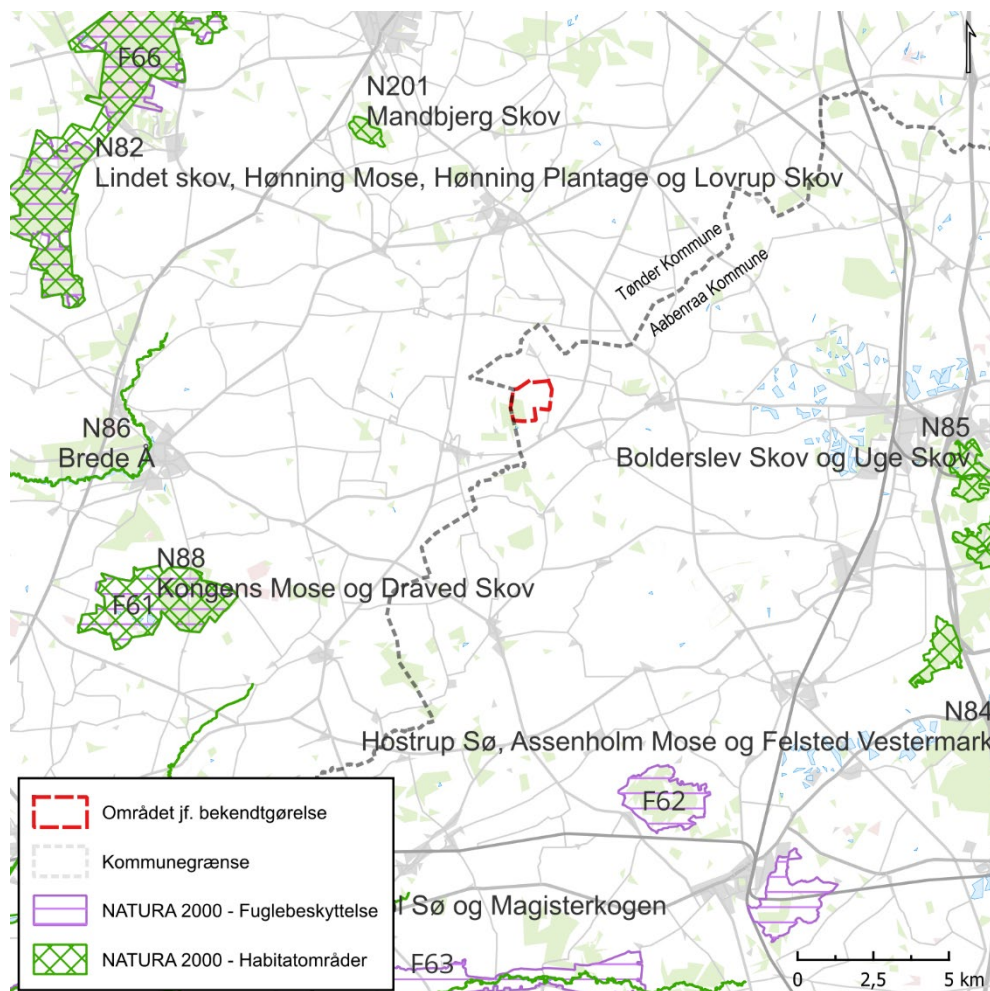 F66
N201
Mandbjerg Skov
N82
Lindet skov, Hønning Mose, Hønning Plantage og Lovrup Skov
Tønder Kommune
Aabenraa Kommune
N86
Brede Å
N85
Bolderslev Skov og Uge Skov
N88
Kongens Mose og Draved Skov
F61
N84
Hostrup Sø, Assenholm Mose og Felsted Vestermark
F62
Området jf. bekendtgørelse
Kommunegrænse
NATURA 2000 - Fuglebeskyttelse
NATURA 2000 - Habitatområder
Sø og Magisterkogen
F63
0 2,5 5 km